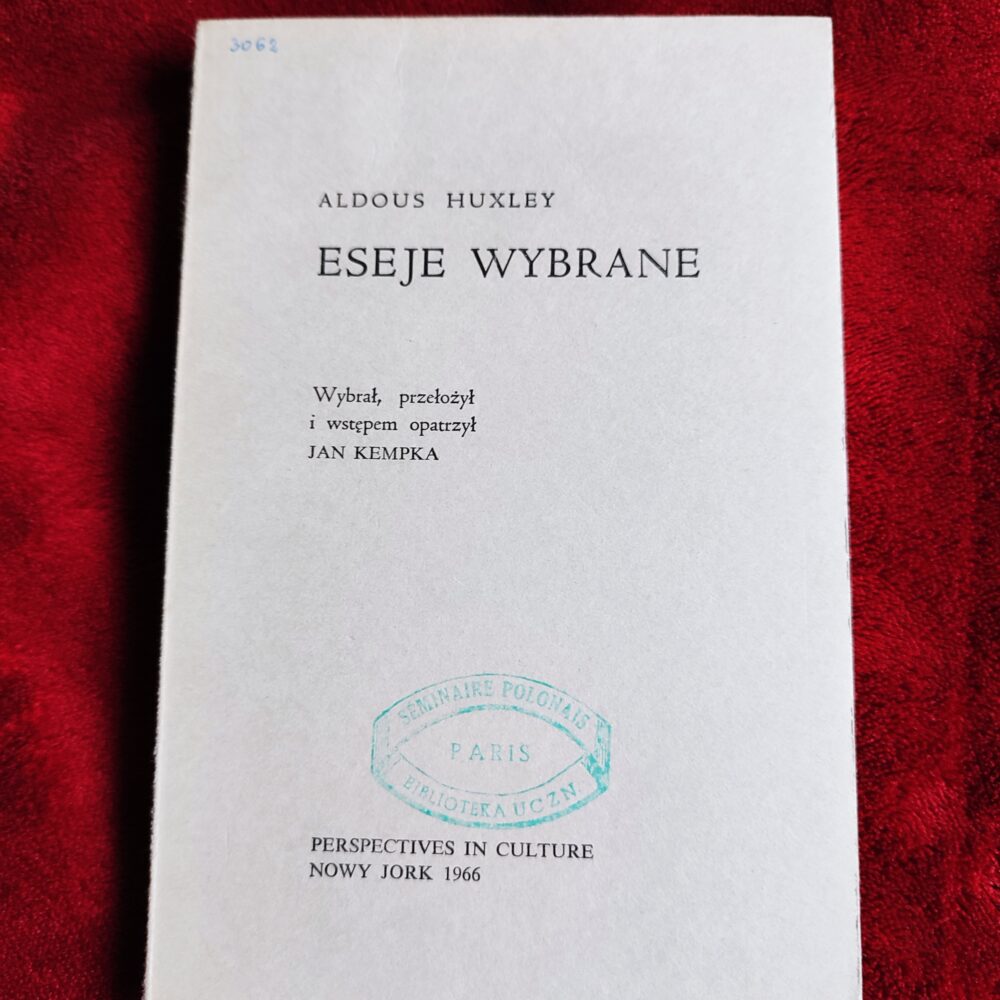 3062
ALDOUS HUXLEY
ESEJE WYBRANE
Wybrał, przełożył
i wstępem opatrzył
JAN KEMPKA
SEMINAIRE POLONAIS
PARIS
BIBLIOTEKA UCZN.
PERSPECTIVES IN CULTURE
NOWY JORK 1966